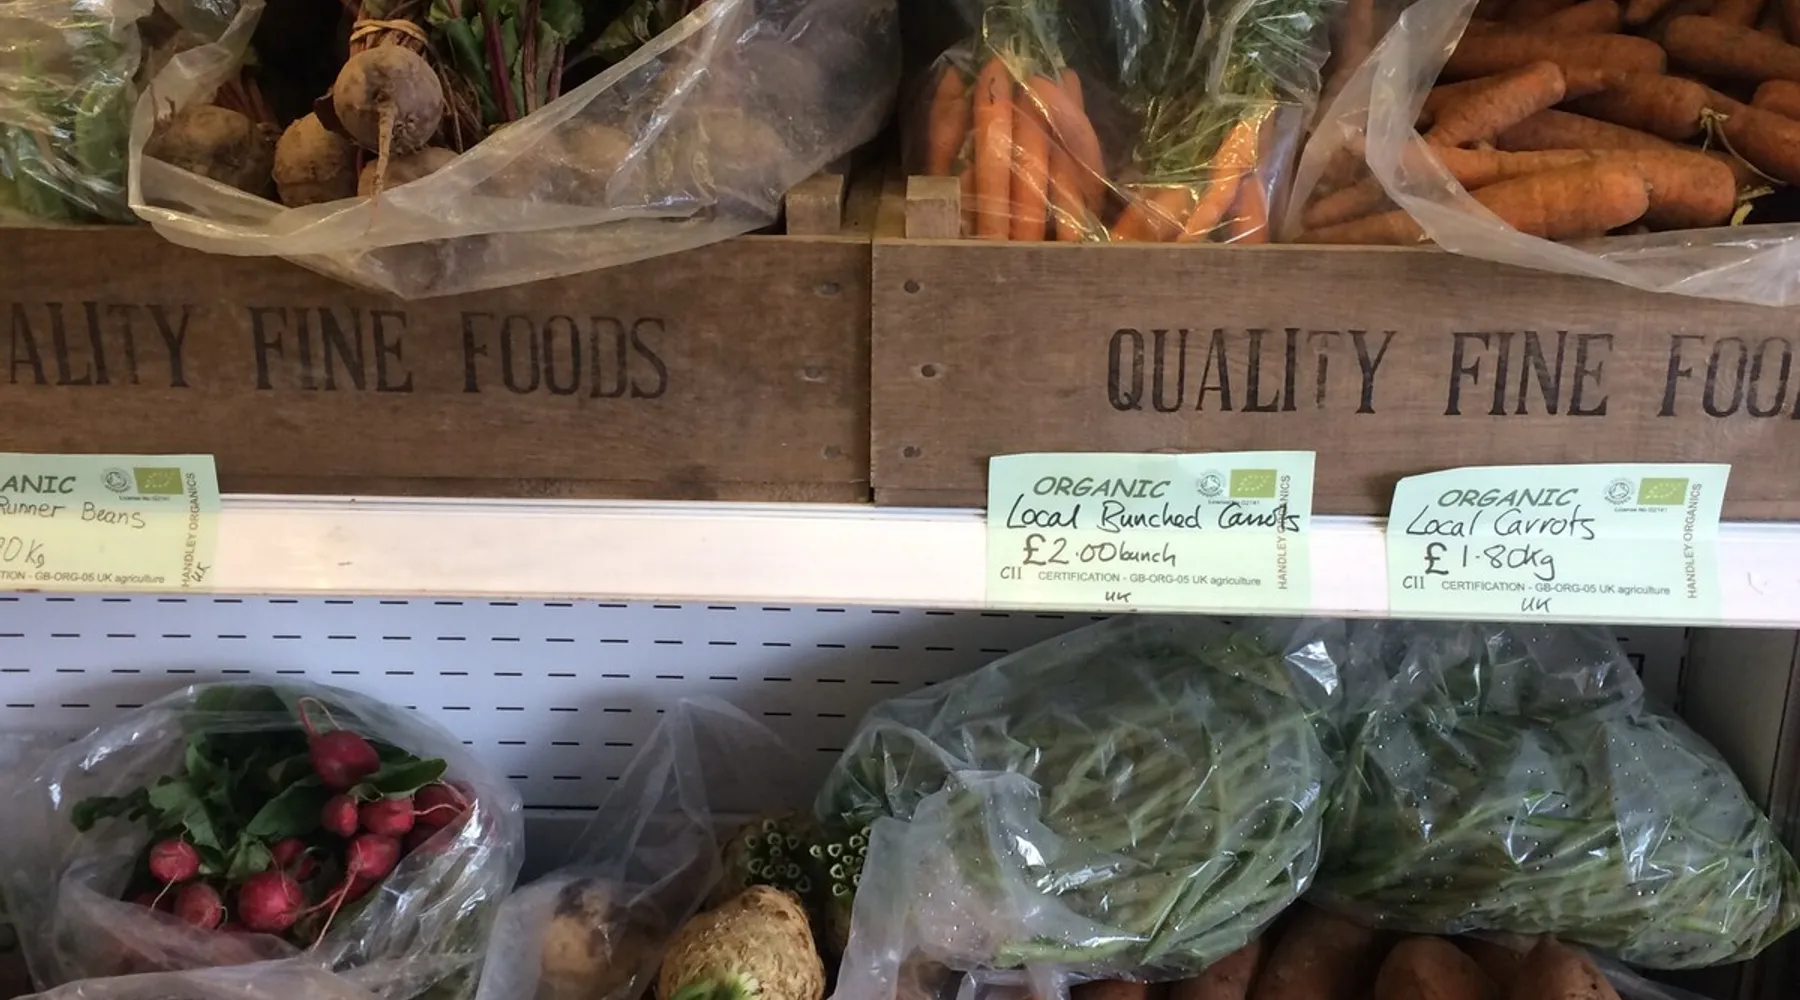 ALITY FINE FOODS
QUALITY FINE FOO
ANIC
Runner Beans
0Kg
TION - GB-ORG-05 UK agriculture
HANDLEY ORGANICS
UK
ORGANIC
Local Bunched Carrots
£2.00 bunch
CII CERTIFICATION - GB-ORG-05 UK agriculture
UK
HANDLEY ORGANICS
ORGANIC
Local Carrots
£1.80kg
CII CERTIFICATION - GB-ORG-05 UK agriculture
UK
HANDLEY ORGANICS